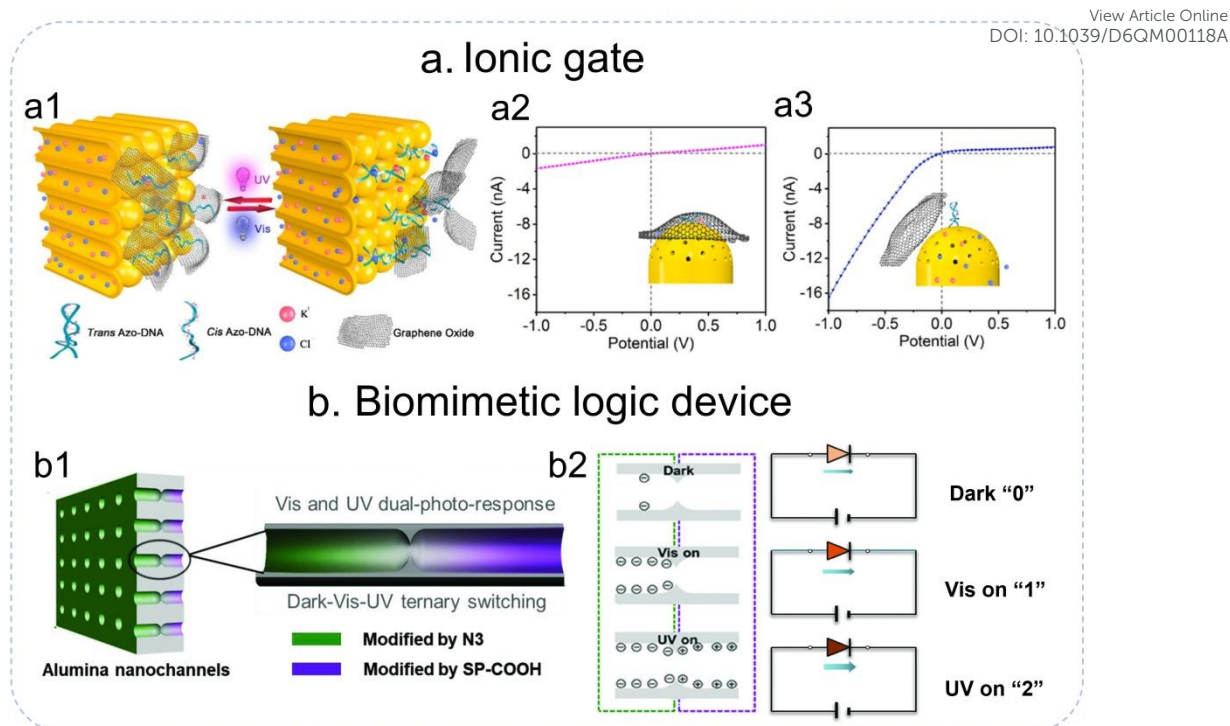 View Article Online
DOI: 10.1039/D6QM00118A
a. Ionic gate
a1
UV
Vis
Trans Azo-DNA
Cis Azo-DNA
K+
Cl
Graphene Oxide
a2
Current (nA)
0
-4
-8
-12
-16
-1.0 -0.5 0.0 0.5 1.0
Potential (V)
a3
Current (nA)
0
-4
-8
-12
-16
-1.0 -0.5 0.0 0.5 1.0
Potential (V)
b. Biomimetic logic device
b1
Alumina nanochannels
Vis and UV dual-photo-response
Dark-Vis-UV ternary switching
Modified by N3
Modified by SP-COOH
b2
Dark
Vis on
UV on
Dark “0”
Vis on “1”
UV on “2”